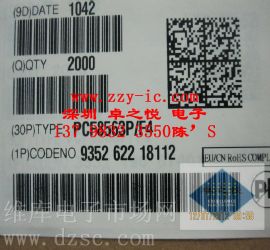 (9D)DATE 1042
(Q)QTY 2000
www.zzy-ic.com
深圳 卓之悦 电子
(30P)TYPE PCF8563P/F4
(1P)CODENO 9352 622 18112
EU/CN RoHS COMPL
维库电子市场网
www.dzsc.com